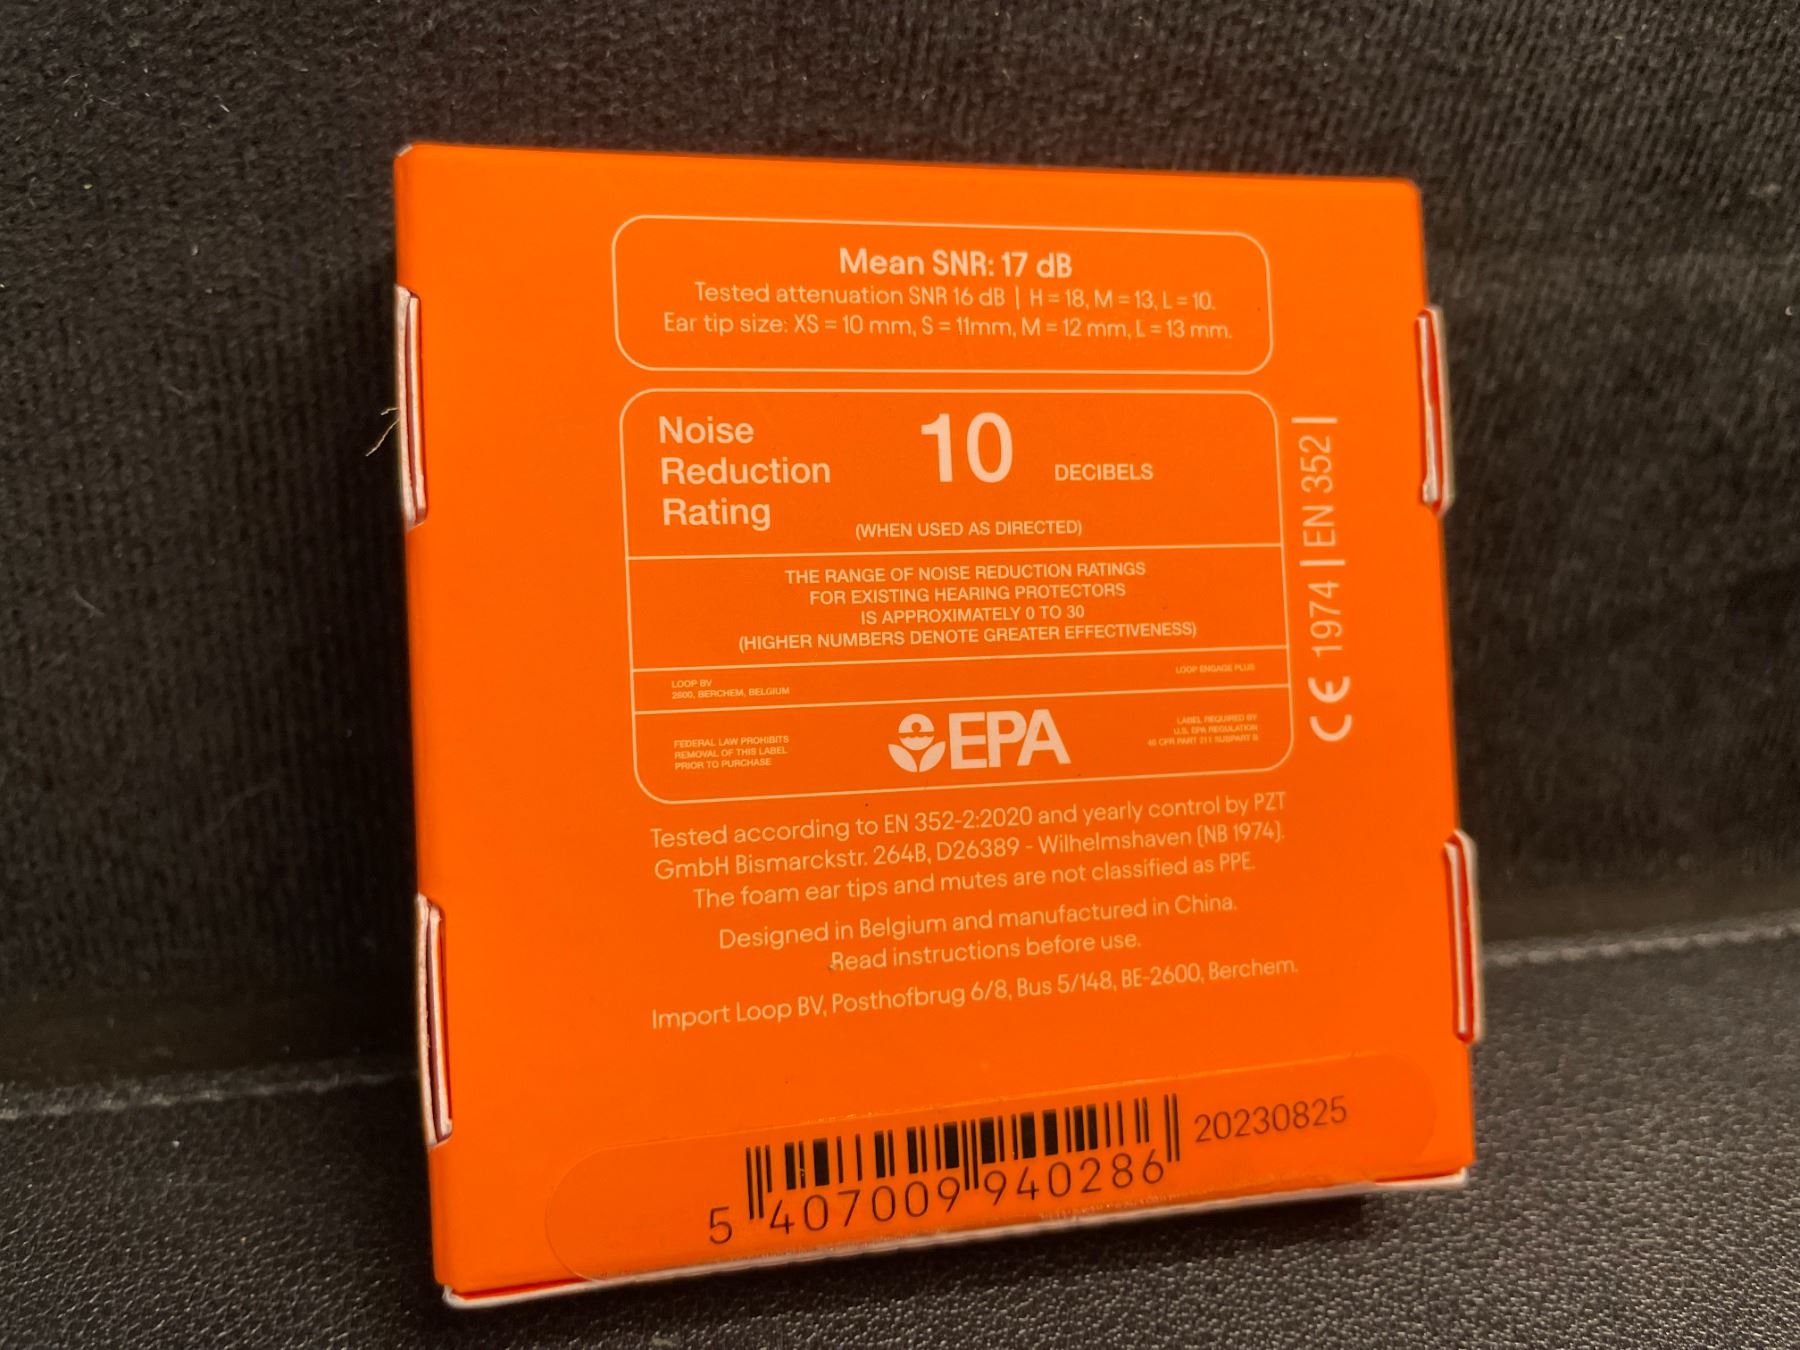 Mean SNR: 17 dB
Tested attenuation SNR 16 dB | H = 18, M = 13, L = 10.
Ear tip size: XS = 10 mm, S = 11mm, M = 12 mm, L = 13 mm.
Noise
Reduction
Rating
10 DECIBELS
(WHEN USED AS DIRECTED)
THE RANGE OF NOISE REDUCTION RATINGS
FOR EXISTING HEARING PROTECTORS
IS APPROXIMATELY 0 TO 30
(HIGHER NUMBERS DENOTE GREATER EFFECTIVENESS)
LOOP BV
2600, BERCHEM, BELGIUM
LOOP ENGAGE PLUS
FEDERAL LAW PROHIBITS
REMOVAL OF THIS LABEL
PRIOR TO PURCHASE
EPA
LABEL REQUIRED BY
U.S. EPA REGULATION
40 CFR PART 211 SUBPART B
CE 1974 | EN 352 |
Tested according to EN 352-2:2020 and yearly control by PZT
GmbH Bismarckstr. 264B, D26389 - Wilhelmshaven (NB 1974).
The foam ear tips and mutes are not classified as PPE.
Designed in Belgium and manufactured in China.
Read instructions before use.
Import Loop BV, Posthofbrug 6/8, Bus 5/148, BE-2600, Berchem.
20230825
5 407009 940286